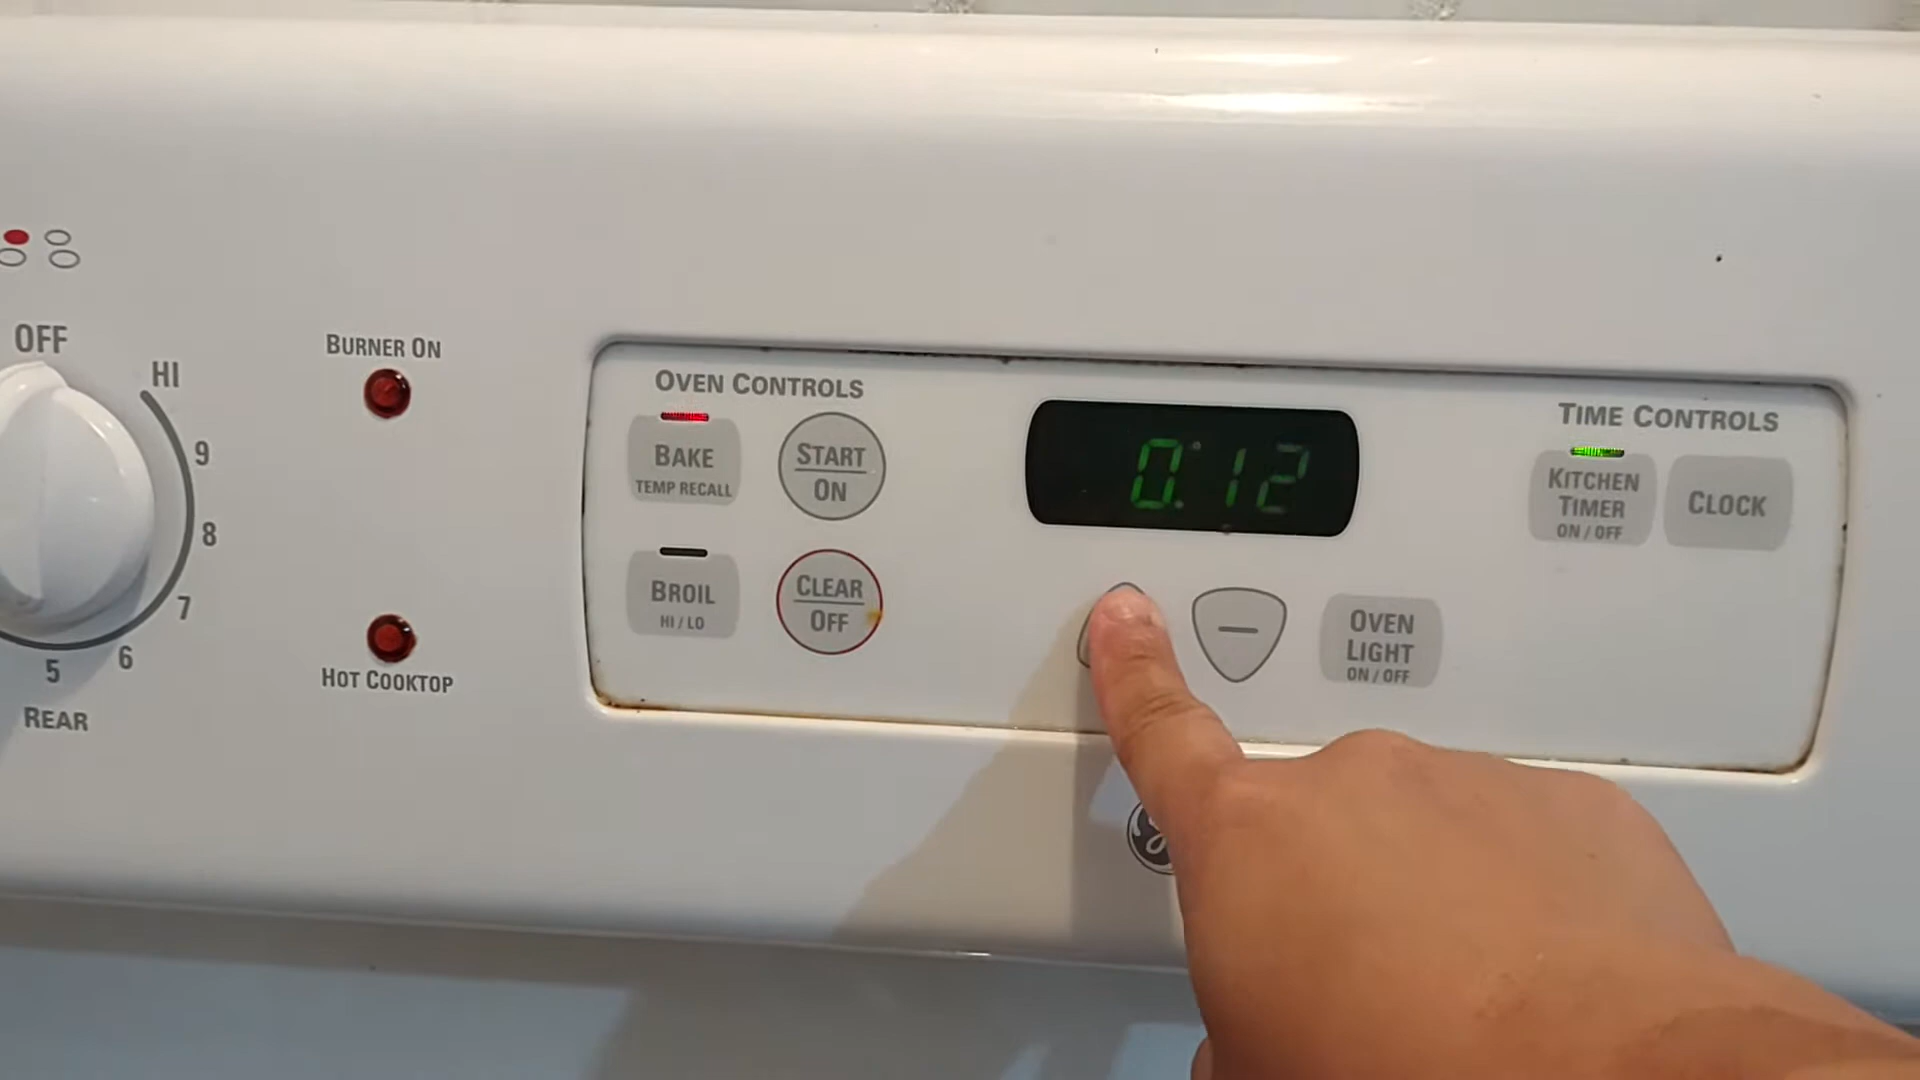 OFF
HI
9
8
7
6
5
REAR
BURNER ON
HOT COOKTOP
OVEN CONTROLS
BAKE
TEMP RECALL
START
ON
BROIL
HI / LO
CLEAR
OFF
0:12
−
OVEN
LIGHT
ON / OFF
TIME CONTROLS
KITCHEN
TIMER
ON / OFF
CLOCK